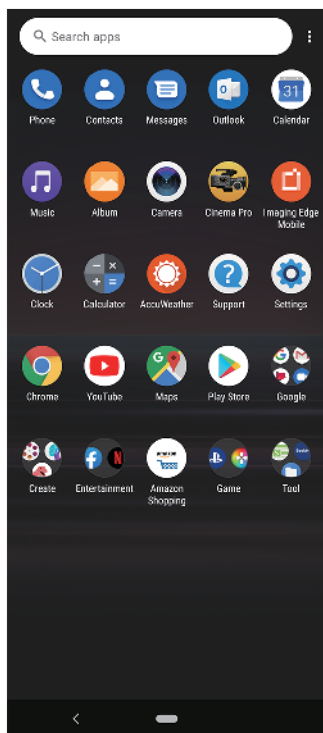 Search apps
Phone Contacts Messages Outlook Calendar
31
Music Album Camera Cinema Pro Imaging Edge
Mobile
Clock Calculator AccuWeather Support Settings
Chrome YouTube Maps Play Store Google
Create Entertainment Amazon Game Tool
Shopping